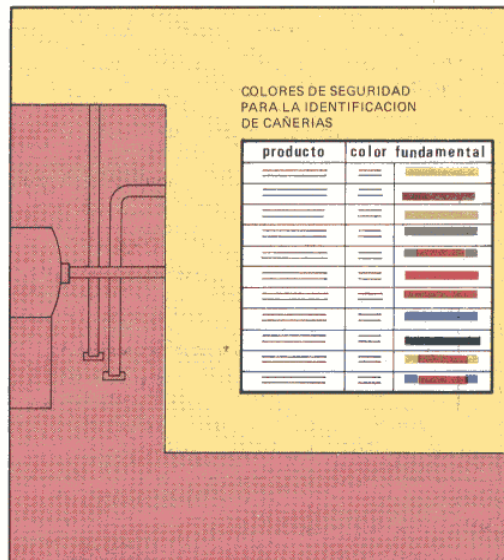 COLORES DE SEGURIDAD
PARA LA IDENTIFICACION
DE CAÑERIAS
producto color fundamental